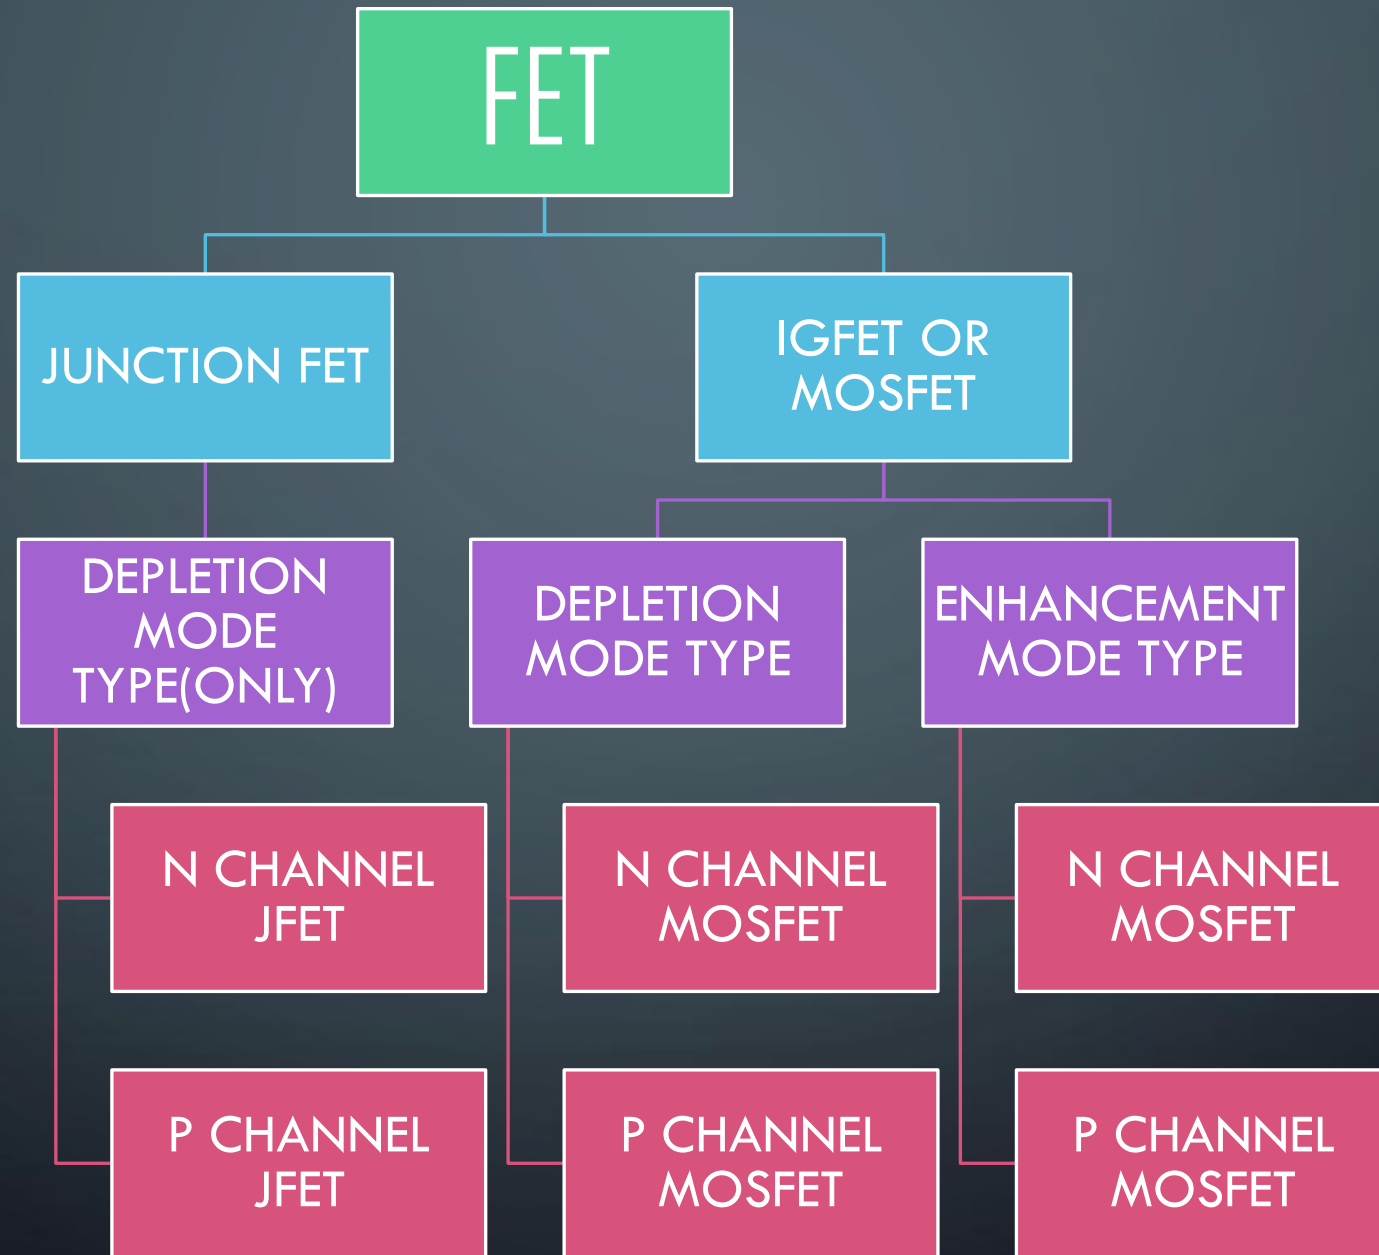 FET
JUNCTION FET
IGFET OR
MOSFET
DEPLETION
MODE
TYPE(ONLY)
DEPLETION
MODE TYPE
ENHANCEMENT
MODE TYPE
N CHANNEL
JFET
N CHANNEL
MOSFET
N CHANNEL
MOSFET
P CHANNEL
JFET
P CHANNEL
MOSFET
P CHANNEL
MOSFET